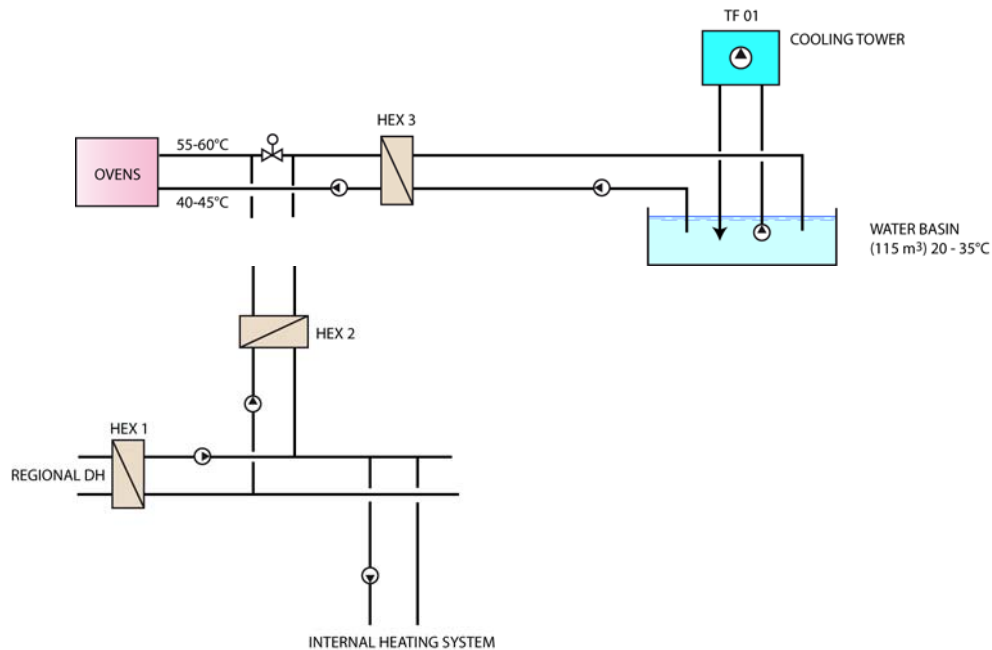 TF 01
COOLING TOWER
HEX 3
55-60°C
OVENS
40-45°C
WATER BASIN
(115 m³) 20 - 35°C
HEX 2
HEX 1
REGIONAL DH
INTERNAL HEATING SYSTEM